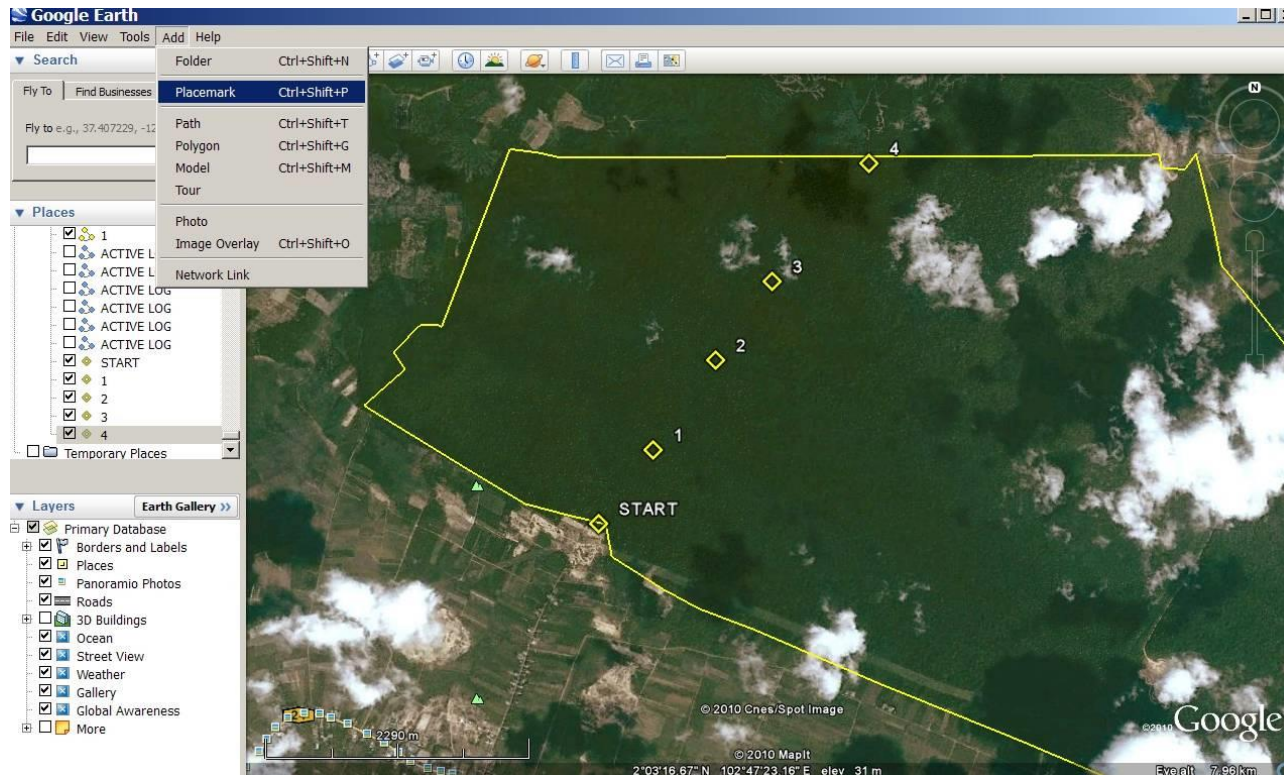 Google Earth
File Edit View Tools Add Help
Search
Fly To Find Businesses
Fly to e.g., 37.407229, -12
Folder Ctrl+Shift+N
Placemark Ctrl+Shift+P
Path Ctrl+Shift+T
Polygon Ctrl+Shift+G
Model Ctrl+Shift+M
Tour
Photo
Image Overlay Ctrl+Shift+O
Network Link
Places
1
ACTIVE L
ACTIVE L
ACTIVE LOG
ACTIVE LOG
ACTIVE LOG
ACTIVE LOG
START
1
2
3
4
Temporary Places
Layers Earth Gallery »
Primary Database
Borders and Labels
Places
Panoramio Photos
Roads
3D Buildings
Ocean
Street View
Weather
Gallery
Global Awareness
More
N
4
3
2
1
START
2290 m
© 2010 Cnes/Spot Image
© 2010 MapIt
©2010 Google
2°03'16.67" N 102°47'23.16" E elev 31 m
Eye alt 7.96 km